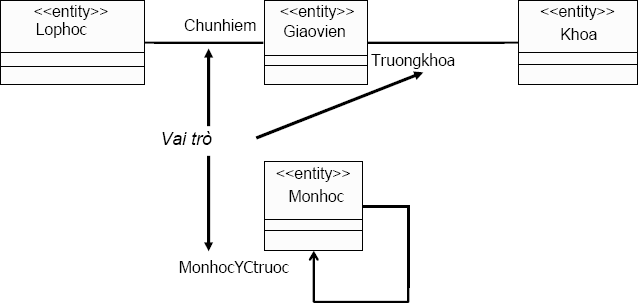 <<entity>>
Lophoc
Chunhiem
<<entity>>
Giaovien
Truongkhoa
<<entity>>
Khoa
Vai trò
<<entity>>
Monhoc
MonhocYCtruoc